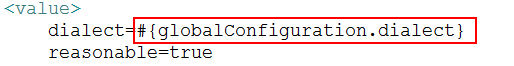 <value>
dialect=#{globalConfiguration.dialect}
reasonable=true